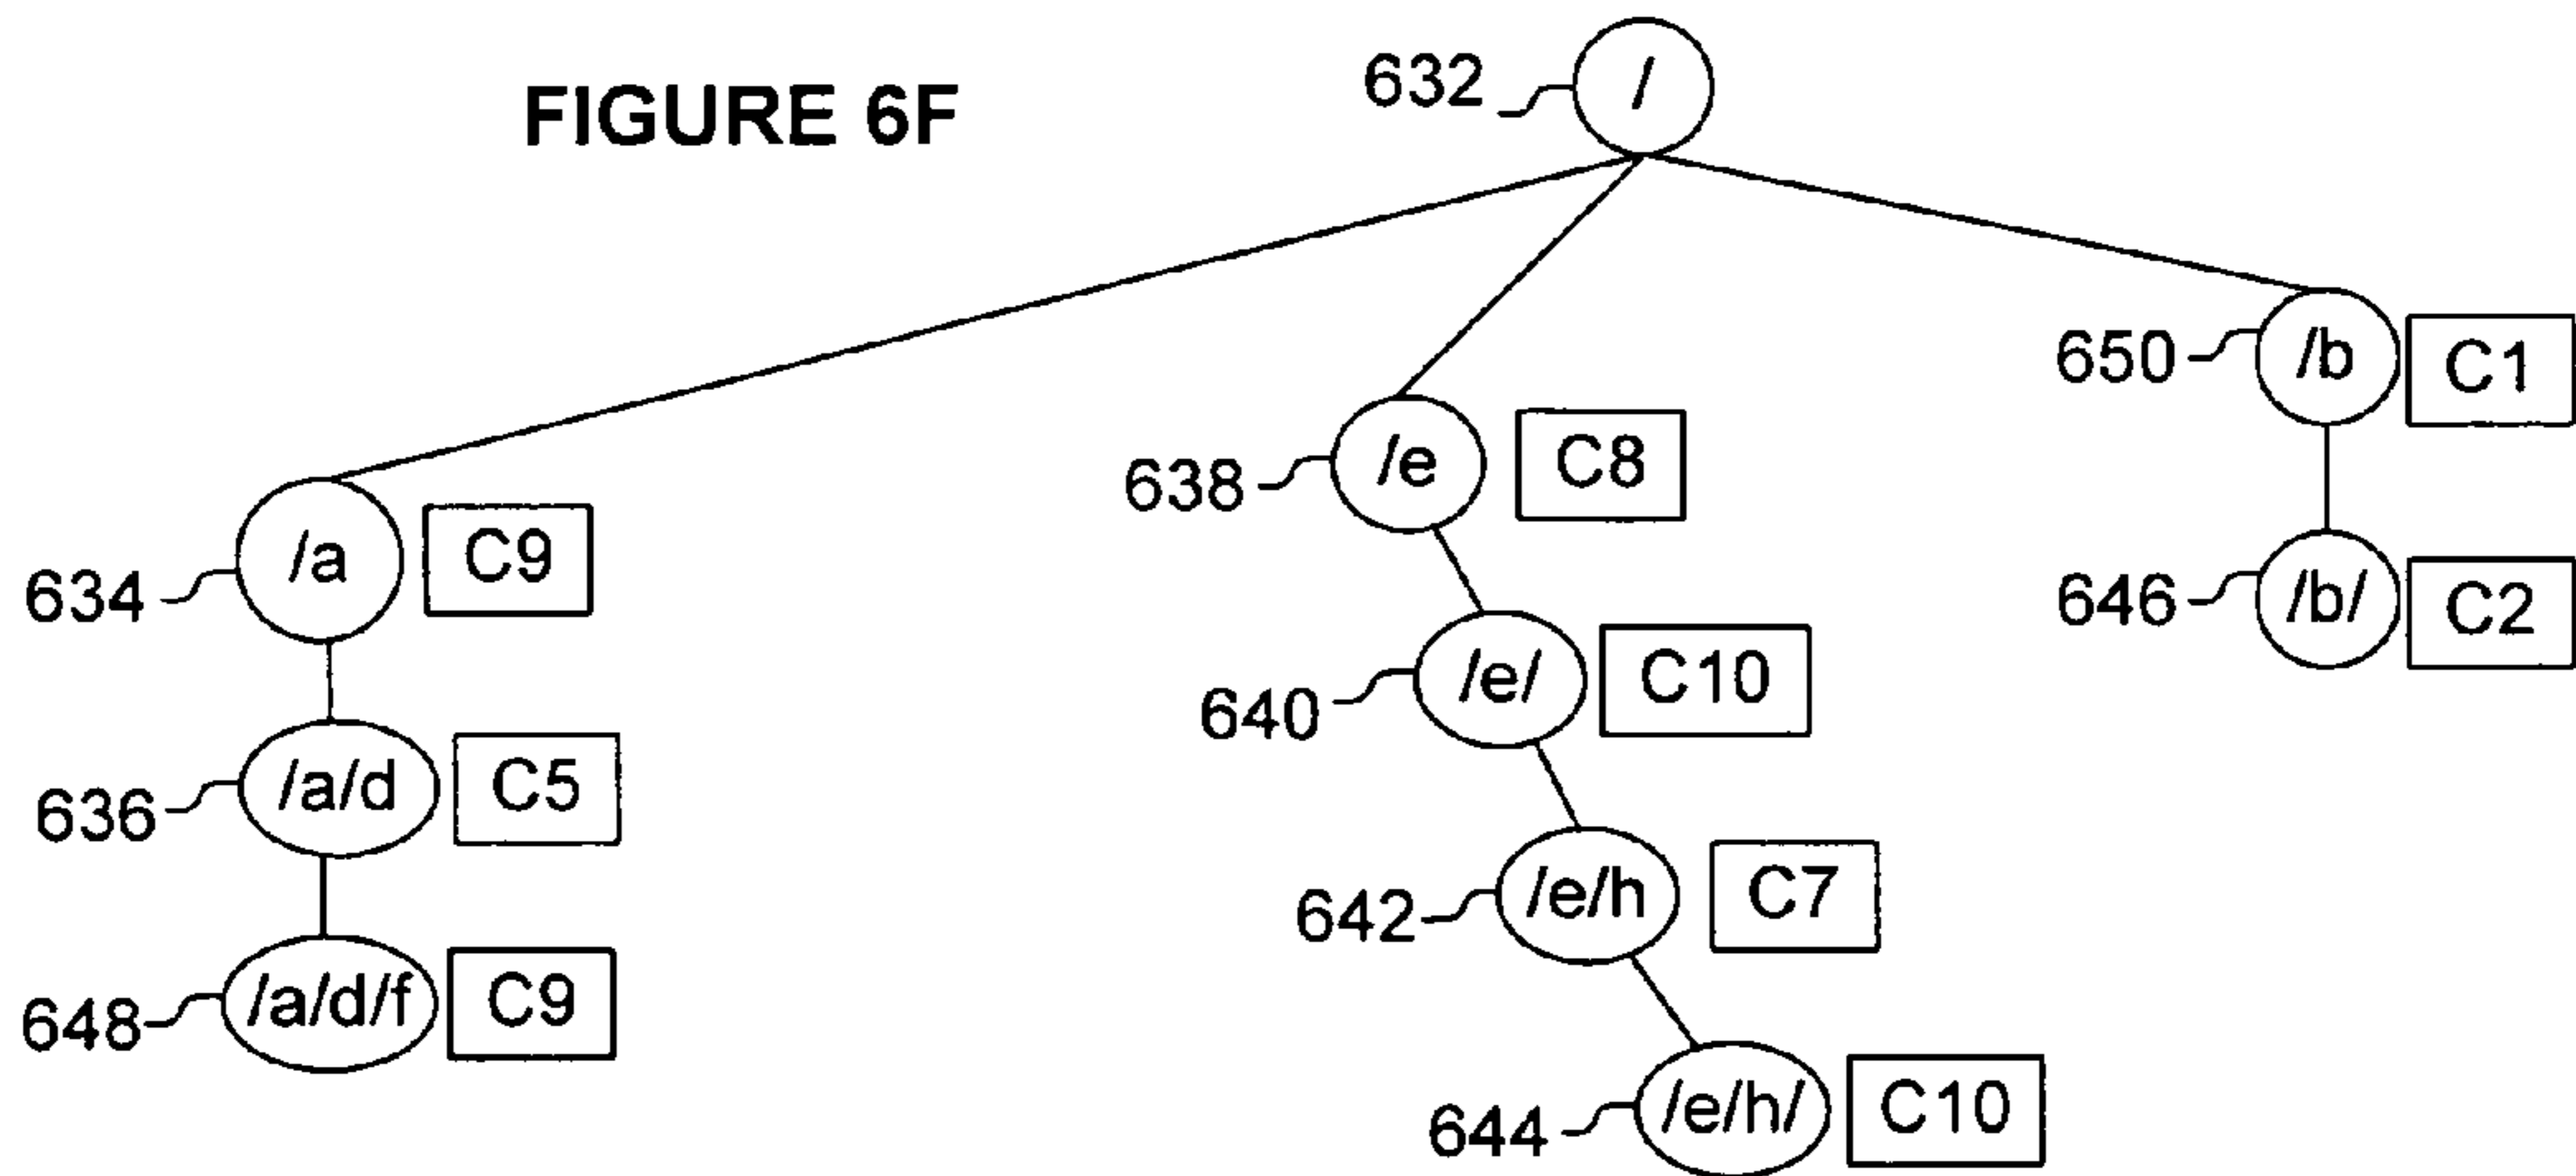 FIGURE 6F
632 /
650 /b C1
638 /e C8
634 /a C9
646 /b/ C2
640 /e/ C10
636 /a/d C5
642 /e/h C7
648 /a/d/f C9
644 /e/h/ C10